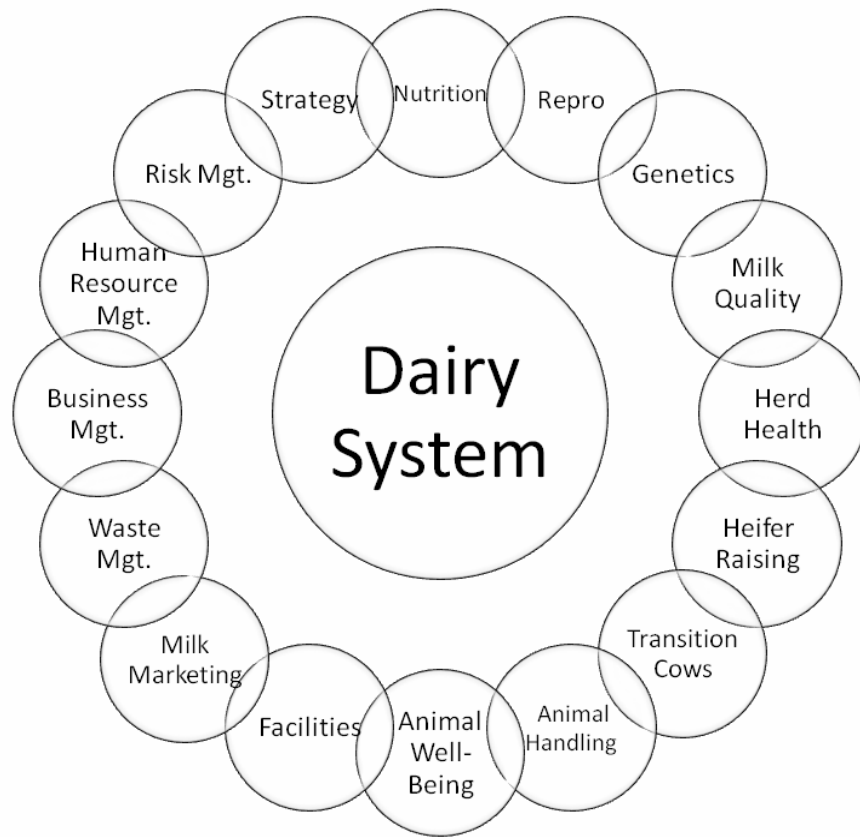 Strategy
Nutrition
Repro
Genetics
Milk
Quality
Herd
Health
Heifer
Raising
Transition
Cows
Animal
Handling
Animal
Well-
Being
Facilities
Milk
Marketing
Waste
Mgt.
Business
Mgt.
Human
Resource
Mgt.
Risk Mgt.
Dairy
System